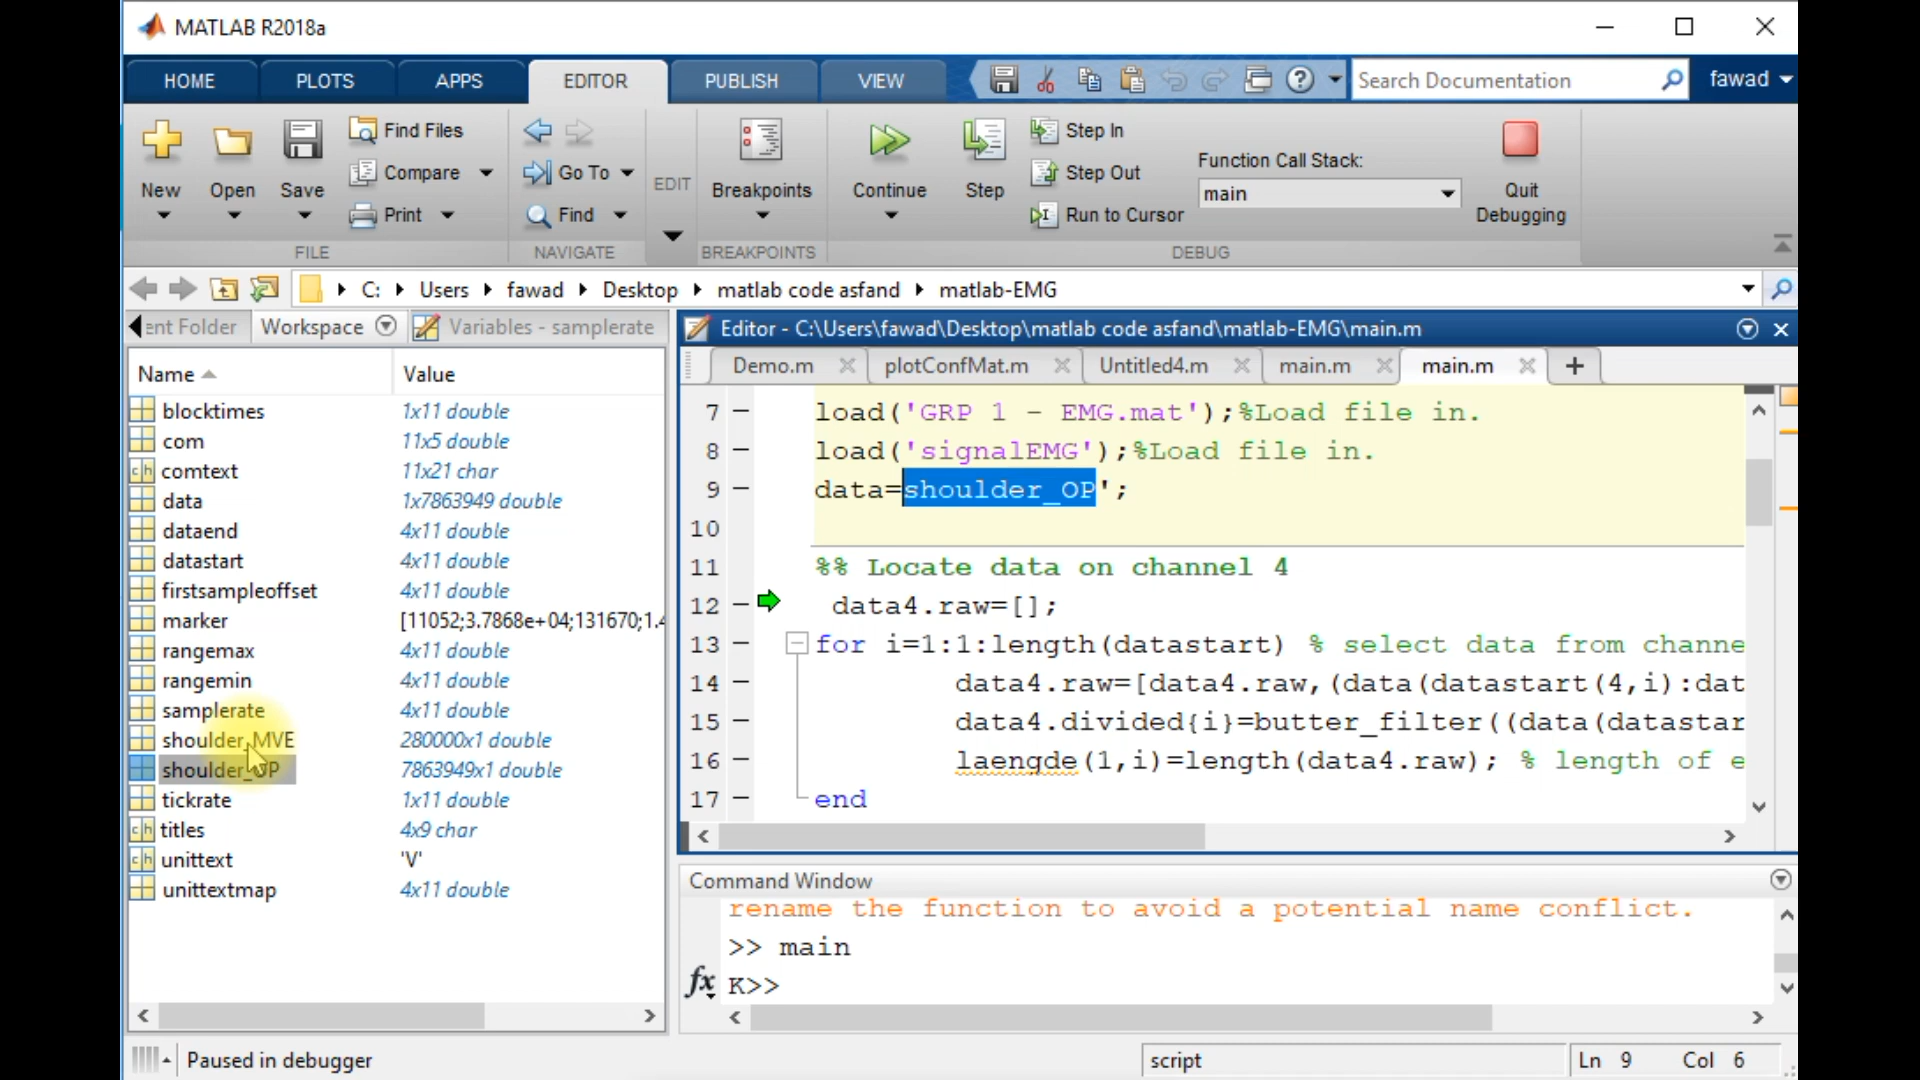 MATLAB R2018a
HOME PLOTS APPS EDITOR PUBLISH VIEW Search Documentation fawad
New Open Save Find Files Compare Print
Go To Find
EDIT
Breakpoints
Continue Step Step In Step Out Run to Cursor
Function Call Stack:
main
Quit Debugging
FILE NAVIGATE BREAKPOINTS DEBUG
C: Users fawad Desktop matlab code asfand matlab-EMG
ent Folder Workspace Variables - samplerate
Name Value
blocktimes 1x11 double
com 11x5 double
comtext 11x21 char
data 1x7863949 double
dataend 4x11 double
datastart 4x11 double
firstsampleoffset 4x11 double
marker [11052;3.7868e+04;131670;1.4
rangemax 4x11 double
rangemin 4x11 double
samplerate 4x11 double
shoulder_MVE 280000x1 double
shoulder_OP 7863949x1 double
tickrate 1x11 double
titles 4x9 char
unittext 'V'
unittextmap 4x11 double
Editor - C:\Users\fawad\Desktop\matlab code asfand\matlab-EMG\main.m
Demo.m plotConfMat.m Untitled4.m main.m main.m
7 load('GRP 1 - EMG.mat');%Load file in.
8 load('signalEMG');%Load file in.
9 data=shoulder_OP';
10
11 %% Locate data on channel 4
12 data4.raw=[];
13 for i=1:1:length(datastart) % select data from channe
14 data4.raw=[data4.raw,(data(datastart(4,i):dat
15 data4.divided{i}=butter_filter((data(datastar
16 laengde(1,i)=length(data4.raw); % length of e
17 end
Command Window
rename the function to avoid a potential name conflict.
>> main
fx K>>
Paused in debugger script Ln 9 Col 6